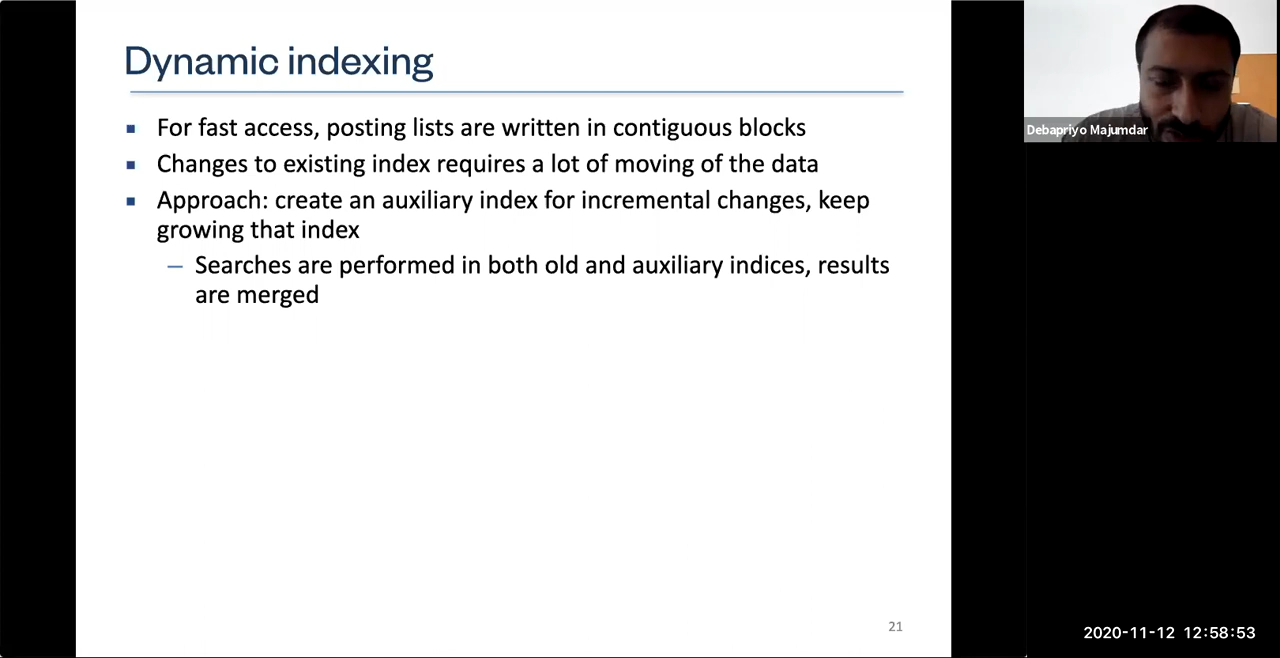 Dynamic indexing
▪ For fast access, posting lists are written in contiguous blocks
▪ Changes to existing index requires a lot of moving of the data
▪ Approach: create an auxiliary index for incremental changes, keep
growing that index
– Searches are performed in both old and auxiliary indices, results
are merged
21
Debapriyo Majumdar
2020-11-12 12:58:53